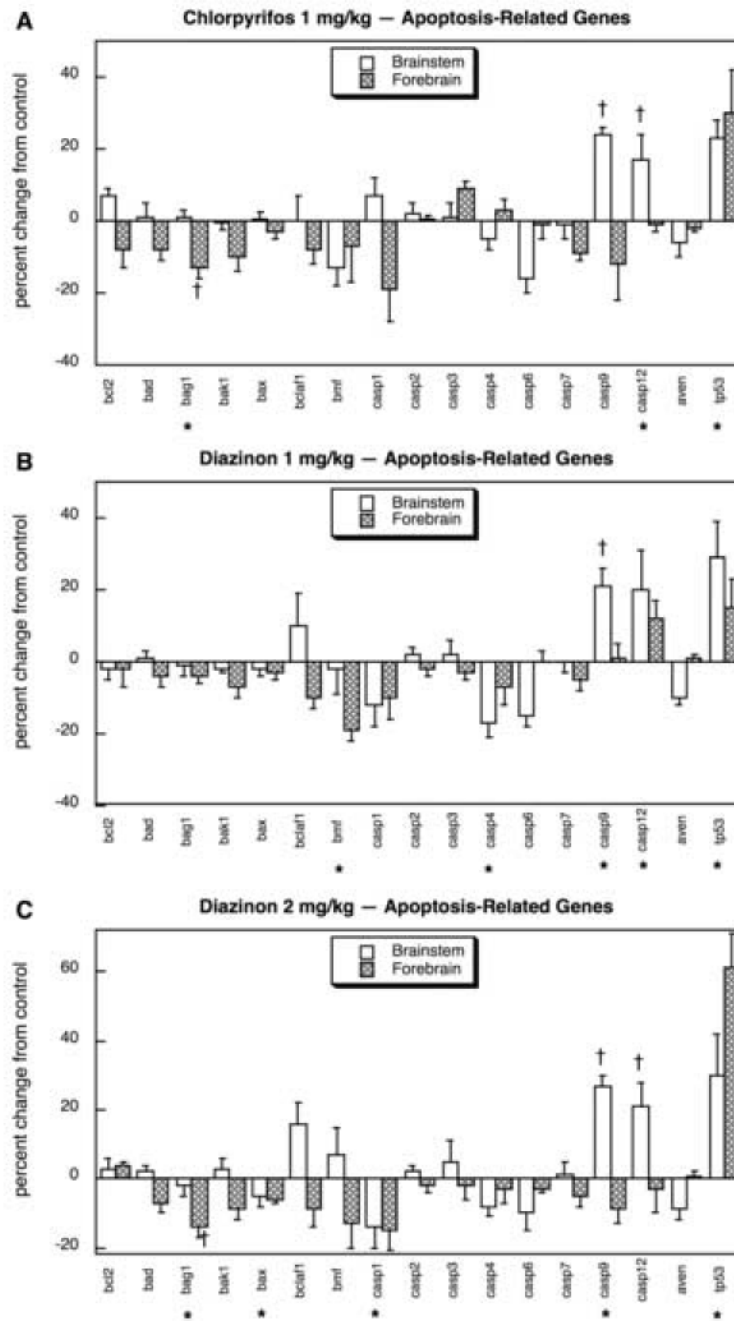 A
Chlorpyrifos 1 mg/kg — Apoptosis-Related Genes
Brainstem
Forebrain
percent change from control
40
20
0
-20
-40
† † †
bcl2 bad bag1 bak1 bax bclaf1 bmf casp1 casp2 casp3 casp4 casp6 casp7 casp9 casp12 aven tp53
* * *
B
Diazinon 1 mg/kg — Apoptosis-Related Genes
Brainstem
Forebrain
percent change from control
40
20
0
-20
-40
†
bcl2 bad bag1 bak1 bax bclaf1 bmf casp1 casp2 casp3 casp4 casp6 casp7 casp9 casp12 aven tp53
* * * * *
C
Diazinon 2 mg/kg — Apoptosis-Related Genes
Brainstem
Forebrain
percent change from control
60
40
20
0
-20
† † †
bcl2 bad bag1 bak1 bax bclaf1 bmf casp1 casp2 casp3 casp4 casp6 casp7 casp9 casp12 aven tp53
* * * * *